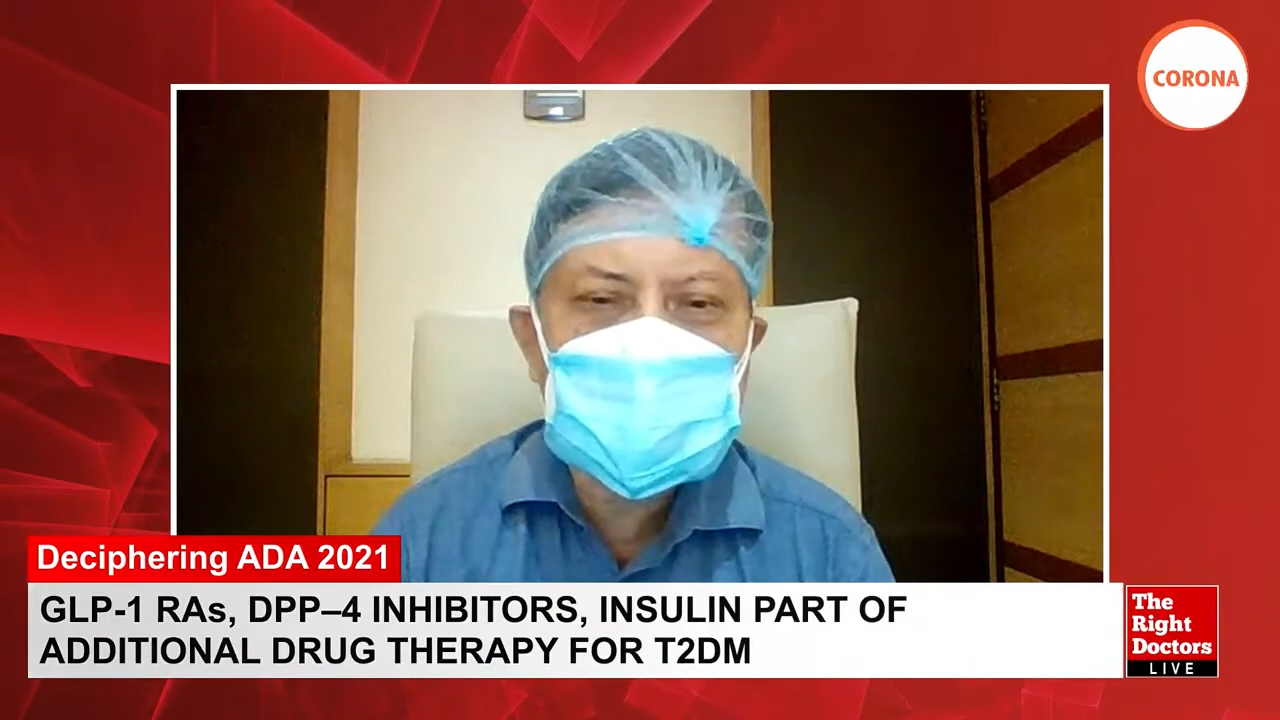 CORONA
Deciphering ADA 2021
GLP-1 RAs, DPP–4 INHIBITORS, INSULIN PART OF
ADDITIONAL DRUG THERAPY FOR T2DM
The
Right
Doctors
LIVE